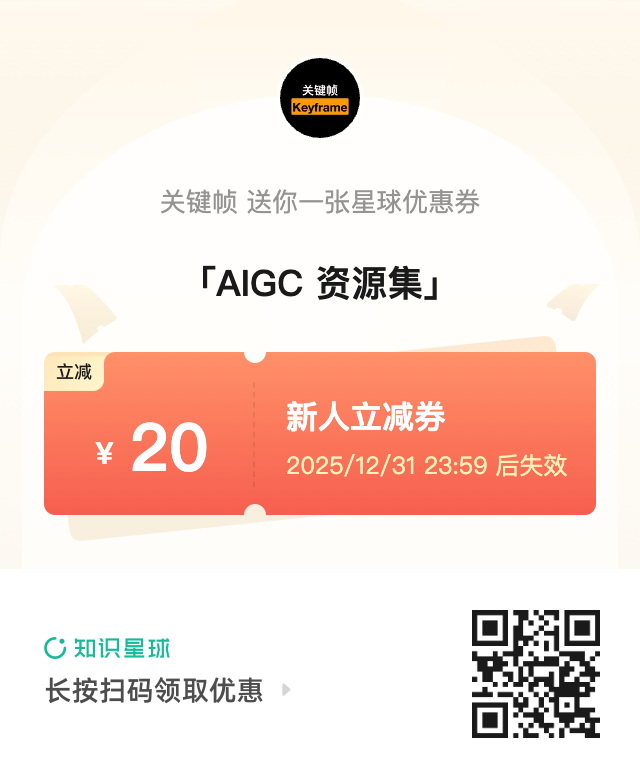 关键帧
Keyframe
关键帧 送你一张星球优惠券
「AIGC 资源集」
立减
¥ 20
新人立减券
2025/12/31 23:59 后失效
知识星球
长按扫码领取优惠